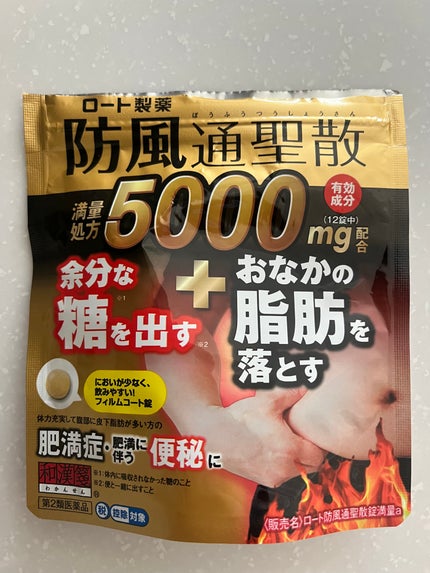 ロート製薬
ぼうふうつうしょうさん
防風通聖散
満量処方
5000mg配合
有効成分
(12錠中)
余分な糖を出す
※1
※2
+
おなかの脂肪を落とす
においが少なく、
飲みやすい!
フィルムコート錠
体力充実して腹部に皮下脂肪が多い方の
肥満症・肥満に伴う便秘に
和漢箋
わかんせん
®
第2類医薬品
※1:体内に吸収されなかった糖のこと
※2:便と一緒に出すこと
税控除対象
〈販売名〉ロート防風通聖散錠満量a